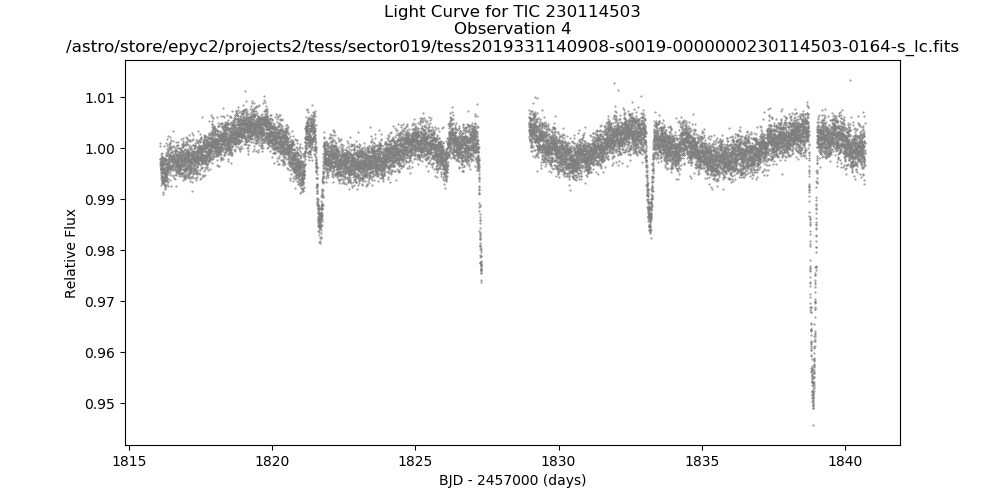 Light Curve for TIC 230114503
Observation 4
/astro/store/epyc2/projects2/tess/sector019/tess2019331140908-s0019-0000000230114503-0164-s_lc.fits
1.01
1.00
0.99
0.98
0.97
0.96
0.95
Relative Flux
1815
1820
1825
1830
1835
1840
BJD - 2457000 (days)